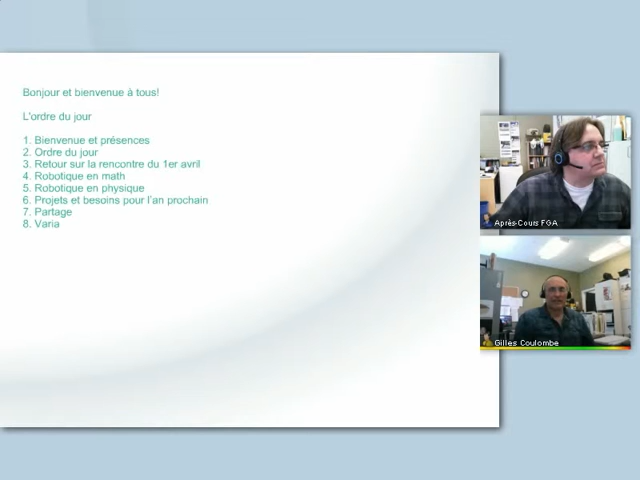 Bonjour et bienvenue à tous!
L'ordre du jour
1. Bienvenue et présences
2. Ordre du jour
3. Retour sur la rencontre du 1er avril
4. Robotique en math
5. Robotique en physique
6. Projets et besoins pour l'an prochain
7. Partage
8. Varia
Après-Cours FGA
Gilles Coulombe